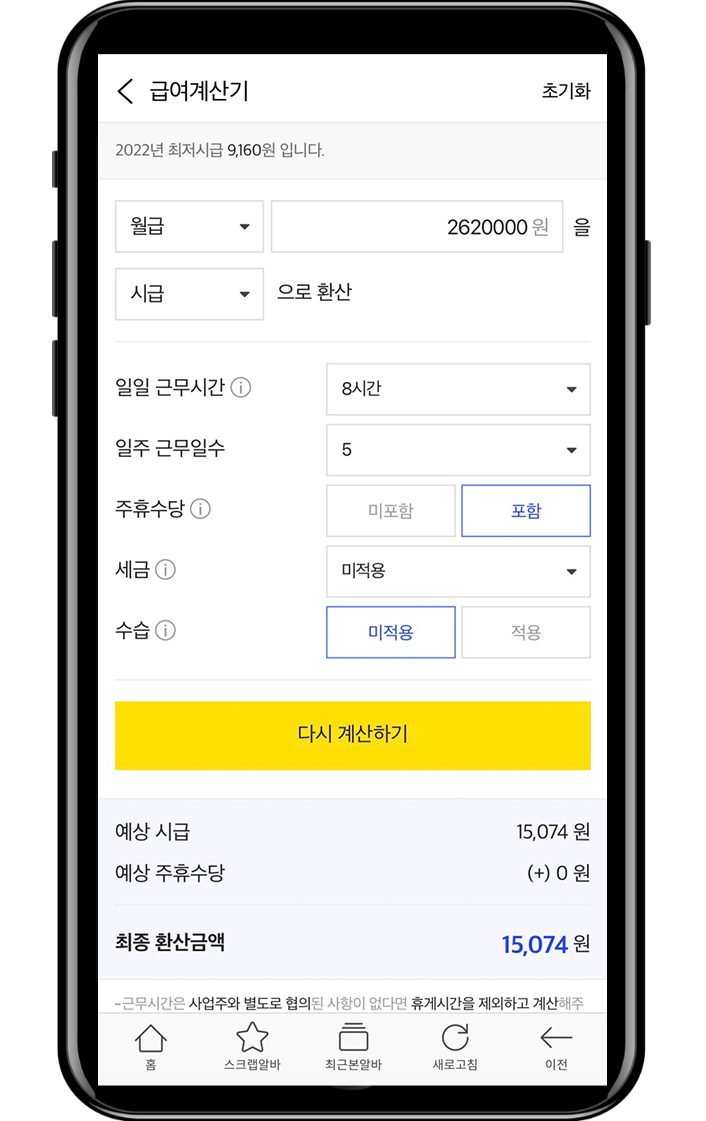 급여계산기 초기화
2022년 최저시급 9,160원 입니다.
월급 2620000 원 을
시급 으로 환산
일일 근무시간 i 8시간
일주 근무일수 5
주휴수당 i 미포함 포함
세금 i 미적용
수습 i 미적용 적용
다시 계산하기
예상 시급 15,074 원
예상 주휴수당 (+) 0 원
최종 환산금액 15,074 원
-근무시간은 사업주와 별도로 협의된 사항이 없다면 휴게시간을 제외하고 계산해주
홈 스크랩알바 최근본알바 새로고침 이전